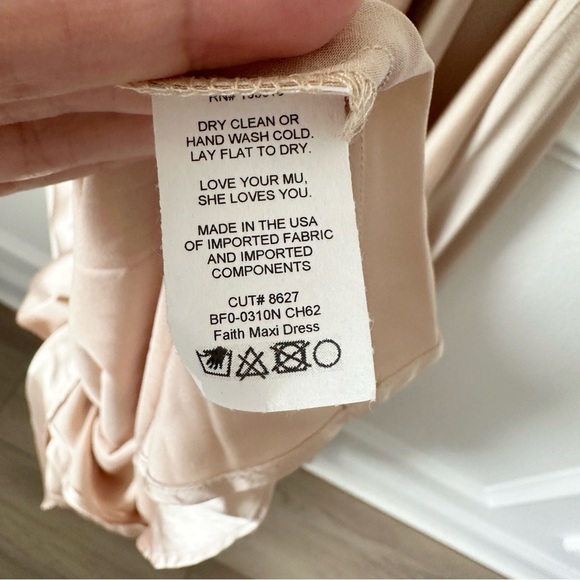 DRY CLEAN OR
HAND WASH COLD.
LAY FLAT TO DRY.
LOVE YOUR MU,
SHE LOVES YOU.
MADE IN THE USA
OF IMPORTED FABRIC
AND IMPORTED
COMPONENTS
CUT# 8627
BF0-0310N CH62
Faith Maxi Dress